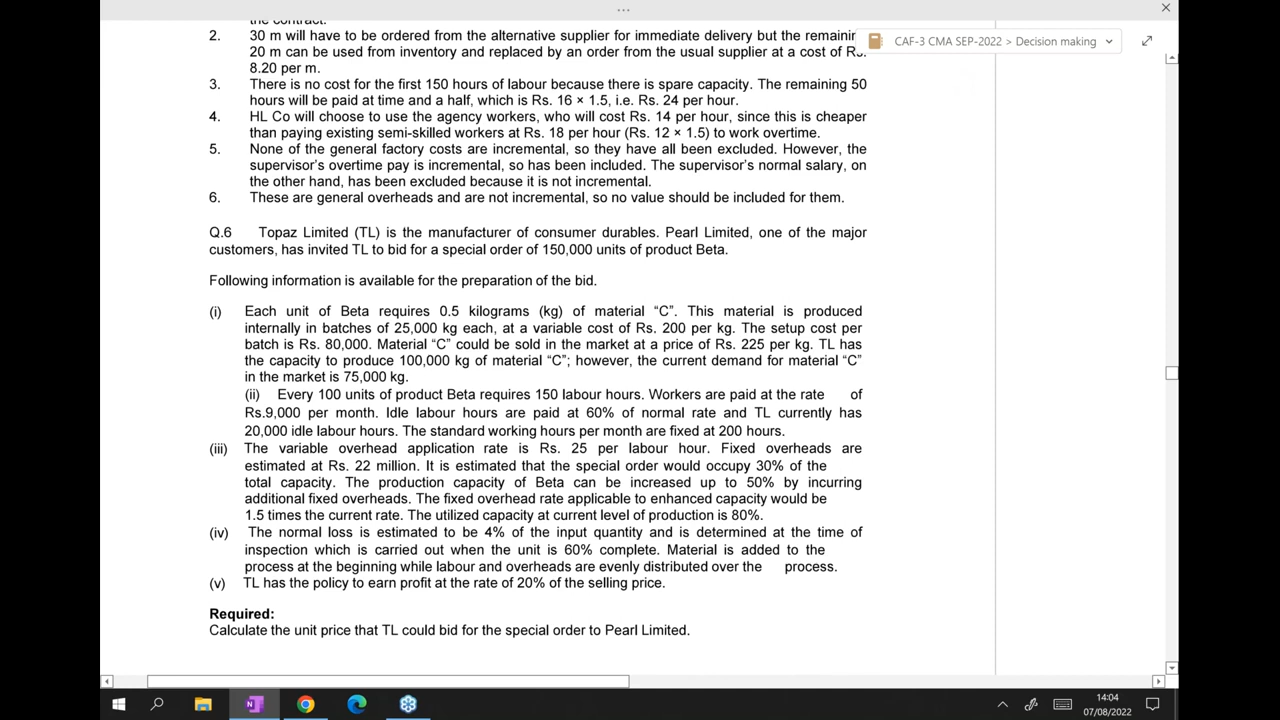 the contract.
2. 30 m will have to be ordered from the alternative supplier for immediate delivery but the remaining
CAF-3 CMA SEP-2022 > Decision making
20 m can be used from inventory and replaced by an order from the usual supplier at a cost of Rs.
8.20 per m.
3. There is no cost for the first 150 hours of labour because there is spare capacity. The remaining 50
hours will be paid at time and a half, which is Rs. 16 × 1.5, i.e. Rs. 24 per hour.
4. HL Co will choose to use the agency workers, who will cost Rs. 14 per hour, since this is cheaper
than paying existing semi-skilled workers at Rs. 18 per hour (Rs. 12 × 1.5) to work overtime.
5. None of the general factory costs are incremental, so they have all been excluded. However, the
supervisor's overtime pay is incremental, so has been included. The supervisor's normal salary, on
the other hand, has been excluded because it is not incremental.
6. These are general overheads and are not incremental, so no value should be included for them.
Q.6 Topaz Limited (TL) is the manufacturer of consumer durables. Pearl Limited, one of the major
customers, has invited TL to bid for a special order of 150,000 units of product Beta.
Following information is available for the preparation of the bid.
(i) Each unit of Beta requires 0.5 kilograms (kg) of material “C”. This material is produced
internally in batches of 25,000 kg each, at a variable cost of Rs. 200 per kg. The setup cost per
batch is Rs. 80,000. Material “C” could be sold in the market at a price of Rs. 225 per kg. TL has
the capacity to produce 100,000 kg of material “C”; however, the current demand for material “C”
in the market is 75,000 kg.
(ii) Every 100 units of product Beta requires 150 labour hours. Workers are paid at the rate of
Rs.9,000 per month. Idle labour hours are paid at 60% of normal rate and TL currently has
20,000 idle labour hours. The standard working hours per month are fixed at 200 hours.
(iii) The variable overhead application rate is Rs. 25 per labour hour. Fixed overheads are
estimated at Rs. 22 million. It is estimated that the special order would occupy 30% of the
total capacity. The production capacity of Beta can be increased up to 50% by incurring
additional fixed overheads. The fixed overhead rate applicable to enhanced capacity would be
1.5 times the current rate. The utilized capacity at current level of production is 80%.
(iv) The normal loss is estimated to be 4% of the input quantity and is determined at the time of
inspection which is carried out when the unit is 60% complete. Material is added to the
process at the beginning while labour and overheads are evenly distributed over the process.
(v) TL has the policy to earn profit at the rate of 20% of the selling price.
Required:
Calculate the unit price that TL could bid for the special order to Pearl Limited.
14:04
07/08/2022